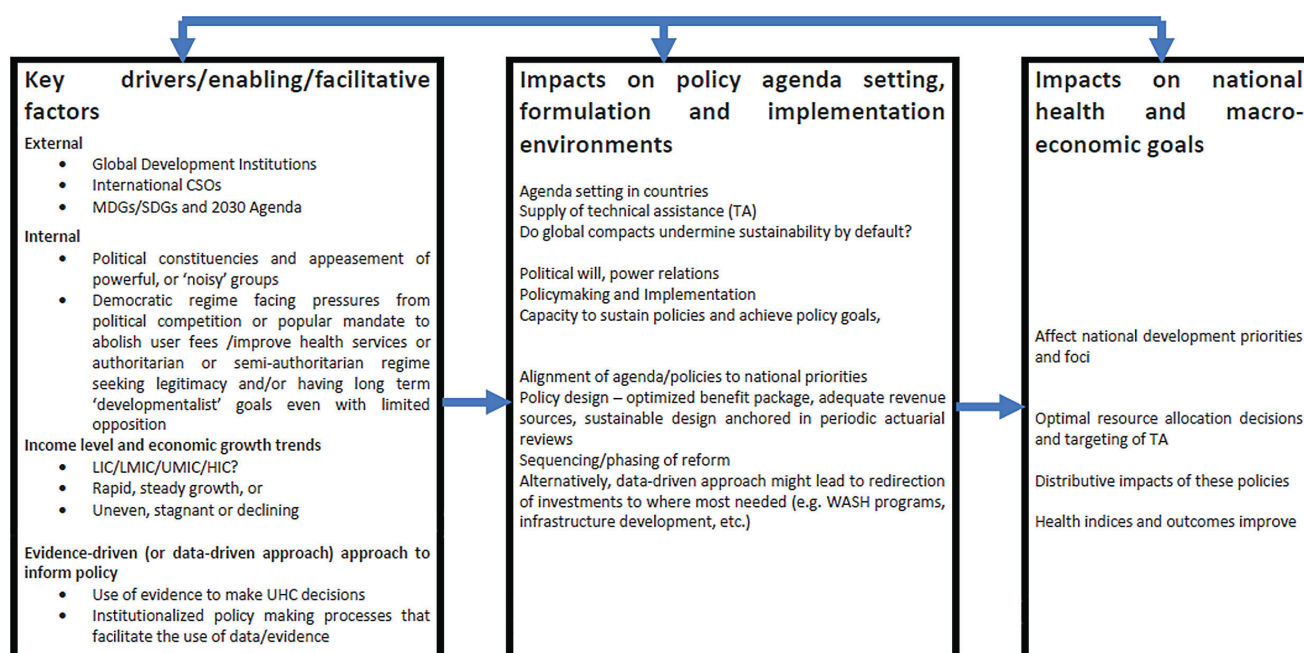 Key drivers/enabling/facilitative
factors
External
• Global Development Institutions
• International CSOs
• MDGs/SDGs and 2030 Agenda
Internal
• Political constituencies and appeasement of
powerful, or ‘noisy’ groups
• Democratic regime facing pressures from
political competition or popular mandate to
abolish user fees /improve health services or
authoritarian or semi-authoritarian regime
seeking legitimacy and/or having long term
‘developmentalist’ goals even with limited
opposition
Income level and economic growth trends
• LIC/LMIC/UMIC/HIC?
• Rapid, steady growth, or
• Uneven, stagnant or declining
Evidence-driven (or data-driven approach) approach to
inform policy
• Use of evidence to make UHC decisions
• Institutionalized policy making processes that
facilitate the use of data/evidence
Impacts on policy agenda setting,
formulation and implementation
environments
Agenda setting in countries
Supply of technical assistance (TA)
Do global compacts undermine sustainability by default?
Political will, power relations
Policymaking and Implementation
Capacity to sustain policies and achieve policy goals,
Alignment of agenda/policies to national priorities
Policy design – optimized benefit package, adequate revenue
sources, sustainable design anchored in periodic actuarial
reviews
Sequencing/phasing of reform
Alternatively, data-driven approach might lead to redirection
of investments to where most needed (e.g. WASH programs,
infrastructure development, etc.)
Impacts on national
health and macro-
economic goals
Affect national development priorities
and foci
Optimal resource allocation decisions
and targeting of TA
Distributive impacts of these policies
Health indices and outcomes improve